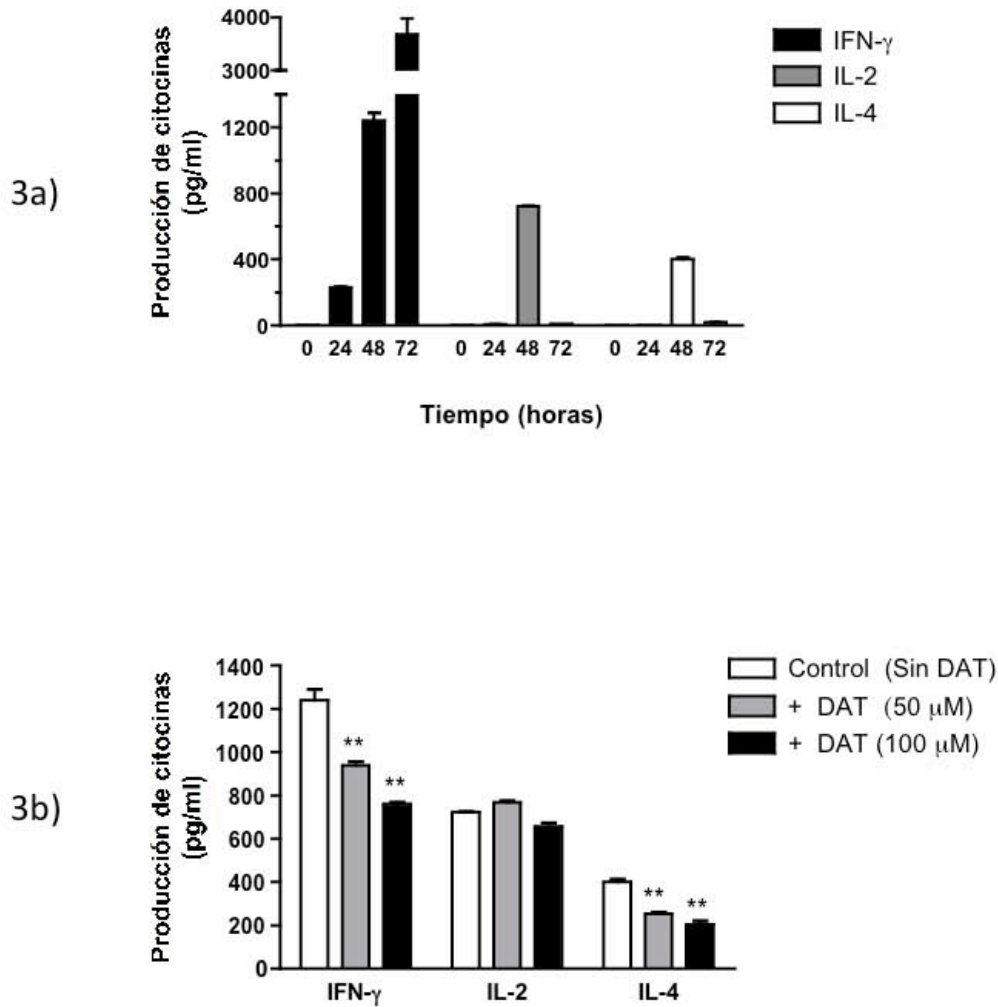 3a)
Producción de citocinas
(pg/ml)
4000
3000
1200
800
400
0
0 24 48 72 0 24 48 72 0 24 48 72
Tiempo (horas)
IFN-γ
IL-2
IL-4
3b)
Producción de citocinas
(pg/ml)
1400
1200
1000
800
600
400
200
0
** ** ** **
IFN-γ IL-2 IL-4
Control (Sin DAT)
+ DAT (50 μM)
+ DAT (100 μM)